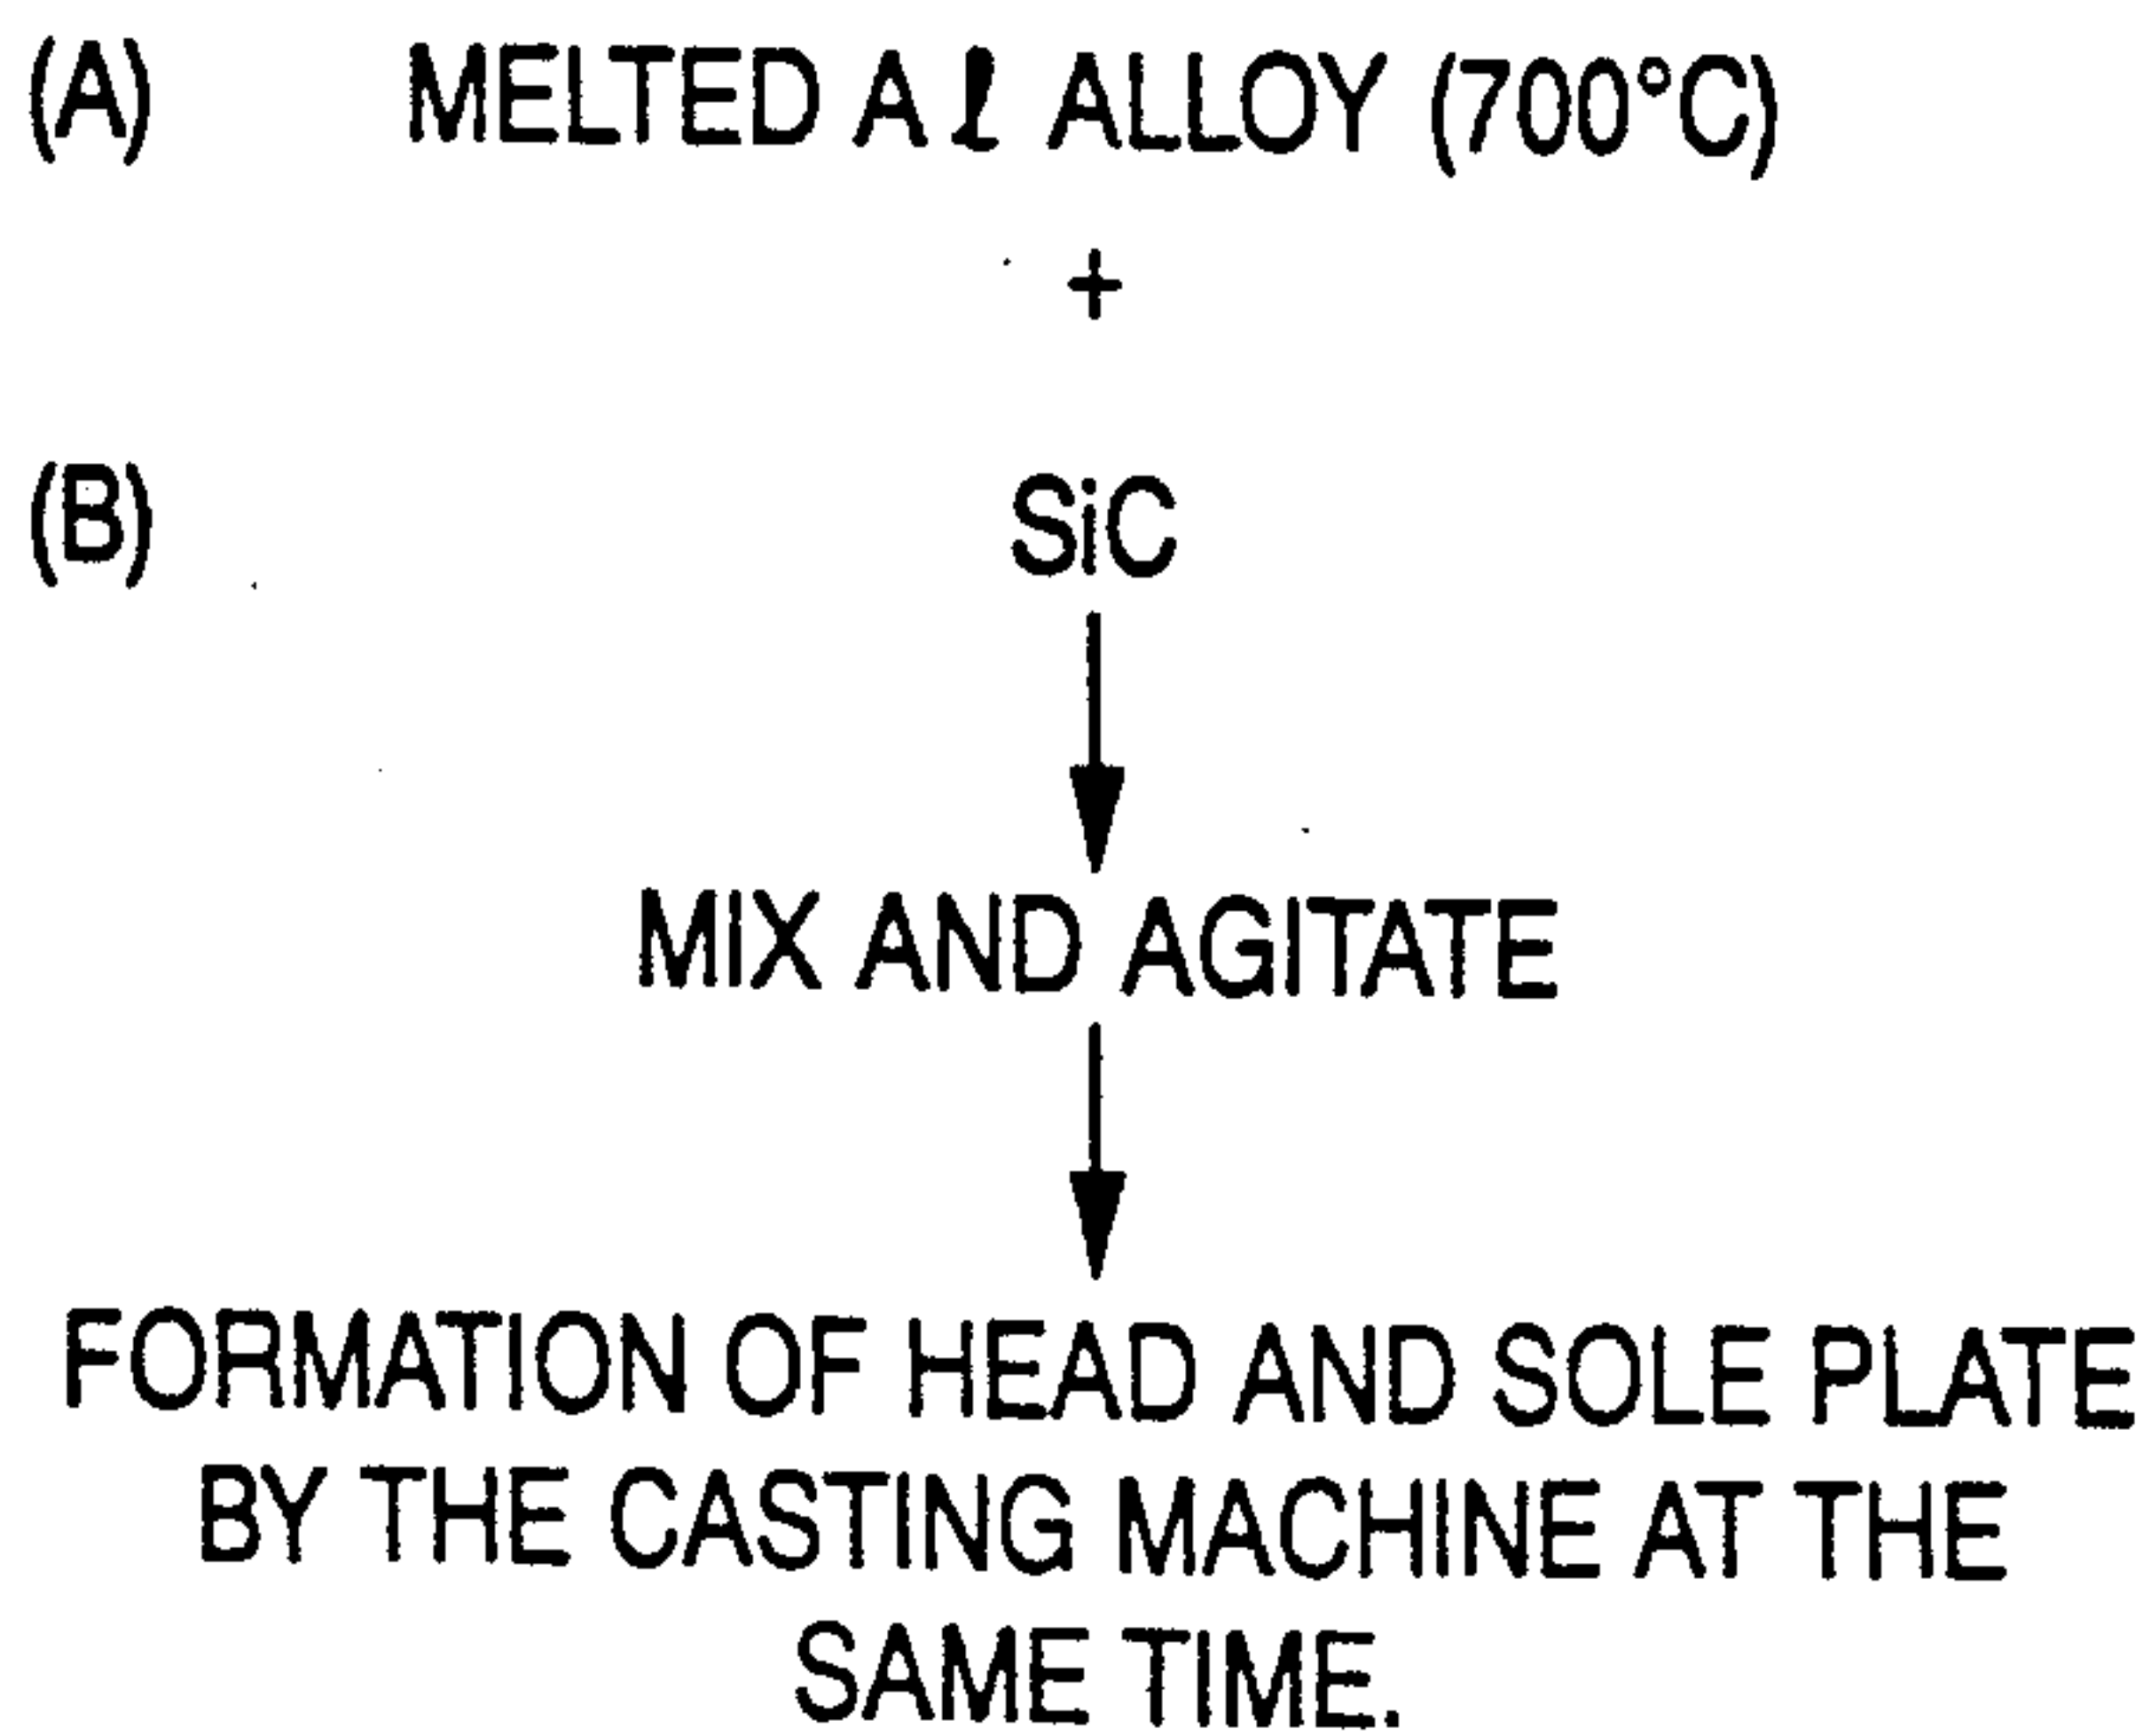 (A) MELTED Aℓ ALLOY (700°C)
+
(B) SiC
MIX AND AGITATE
FORMATION OF HEAD AND SOLE PLATE
BY THE CASTING MACHINE AT THE
SAME TIME.